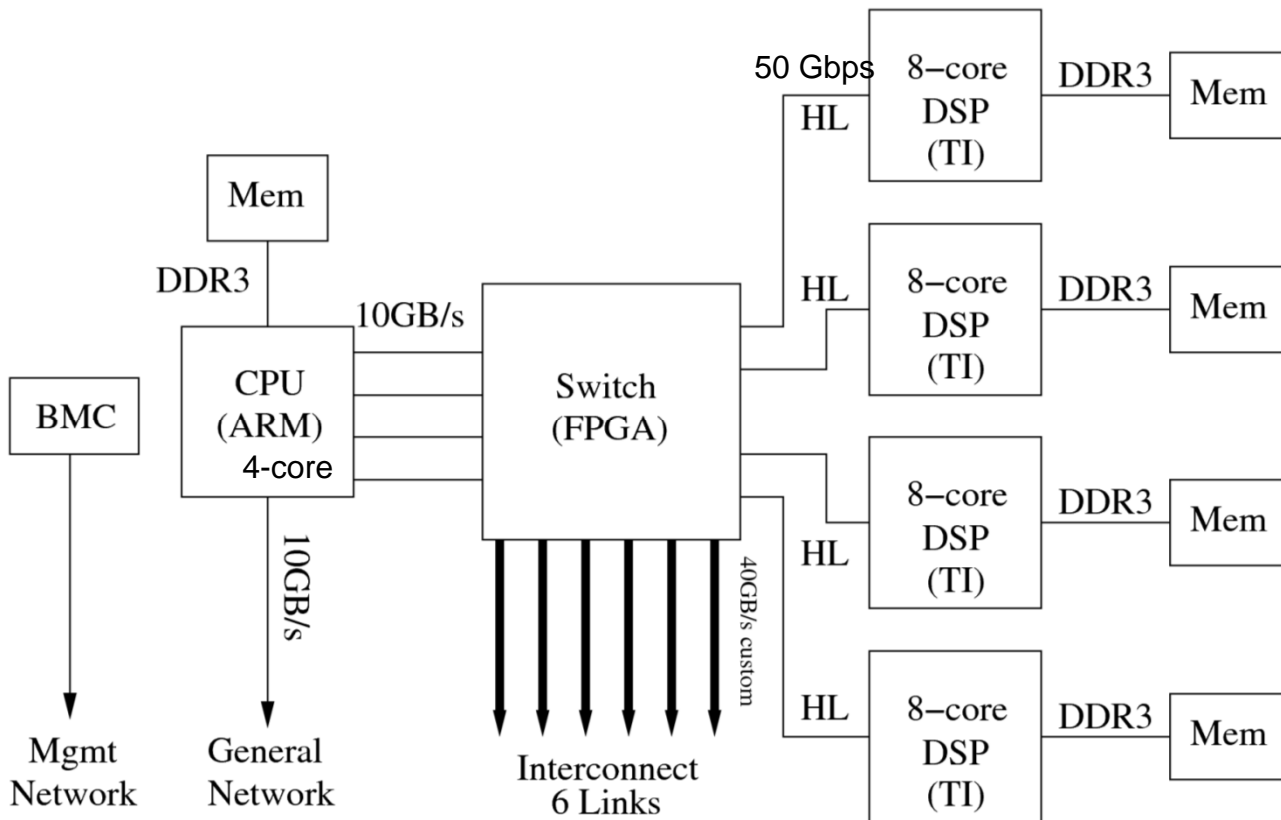 50 Gbps
HL
8−core
DSP
(TI)
DDR3
Mem
Mem
DDR3
10GB/s
CPU
(ARM)
4-core
BMC
Switch
(FPGA)
HL
8−core
DSP
(TI)
DDR3
Mem
HL
8−core
DSP
(TI)
DDR3
Mem
10GB/s
40GB/s custom
HL
8−core
DSP
(TI)
DDR3
Mem
Mgmt
Network
General
Network
Interconnect
6 Links